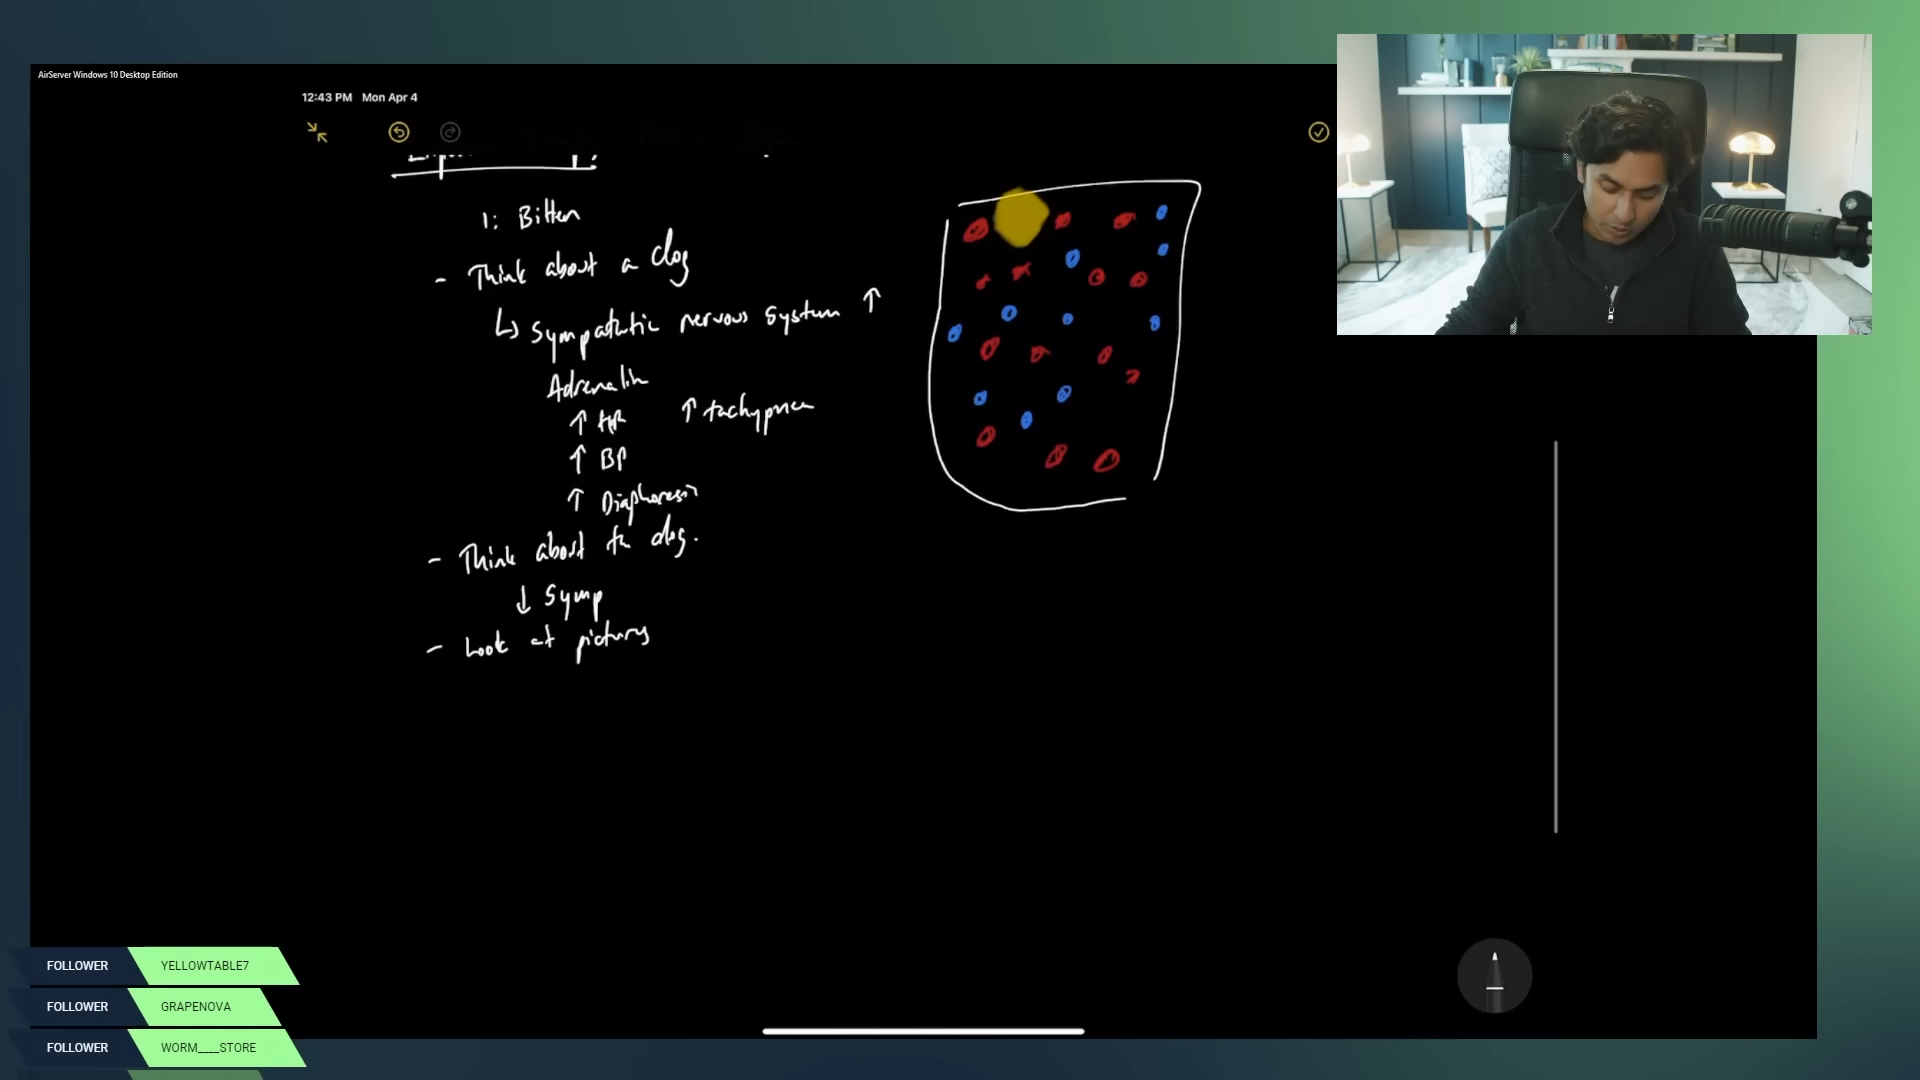 AirServer Windows 10 Desktop Edition
12:43 PM Mon Apr 4
1: Bitten
- Think about a dog
↳ Sympathetic nervous system ↑
Adrenalin
↑ HR ↑ tachypnea
↑ BP
↑ Diaphoresis
- Think about the dog.
↓ Symp
- Look at pictures
FOLLOWER YELLOWTABLE7
FOLLOWER GRAPENOVA
FOLLOWER WORM____STORE